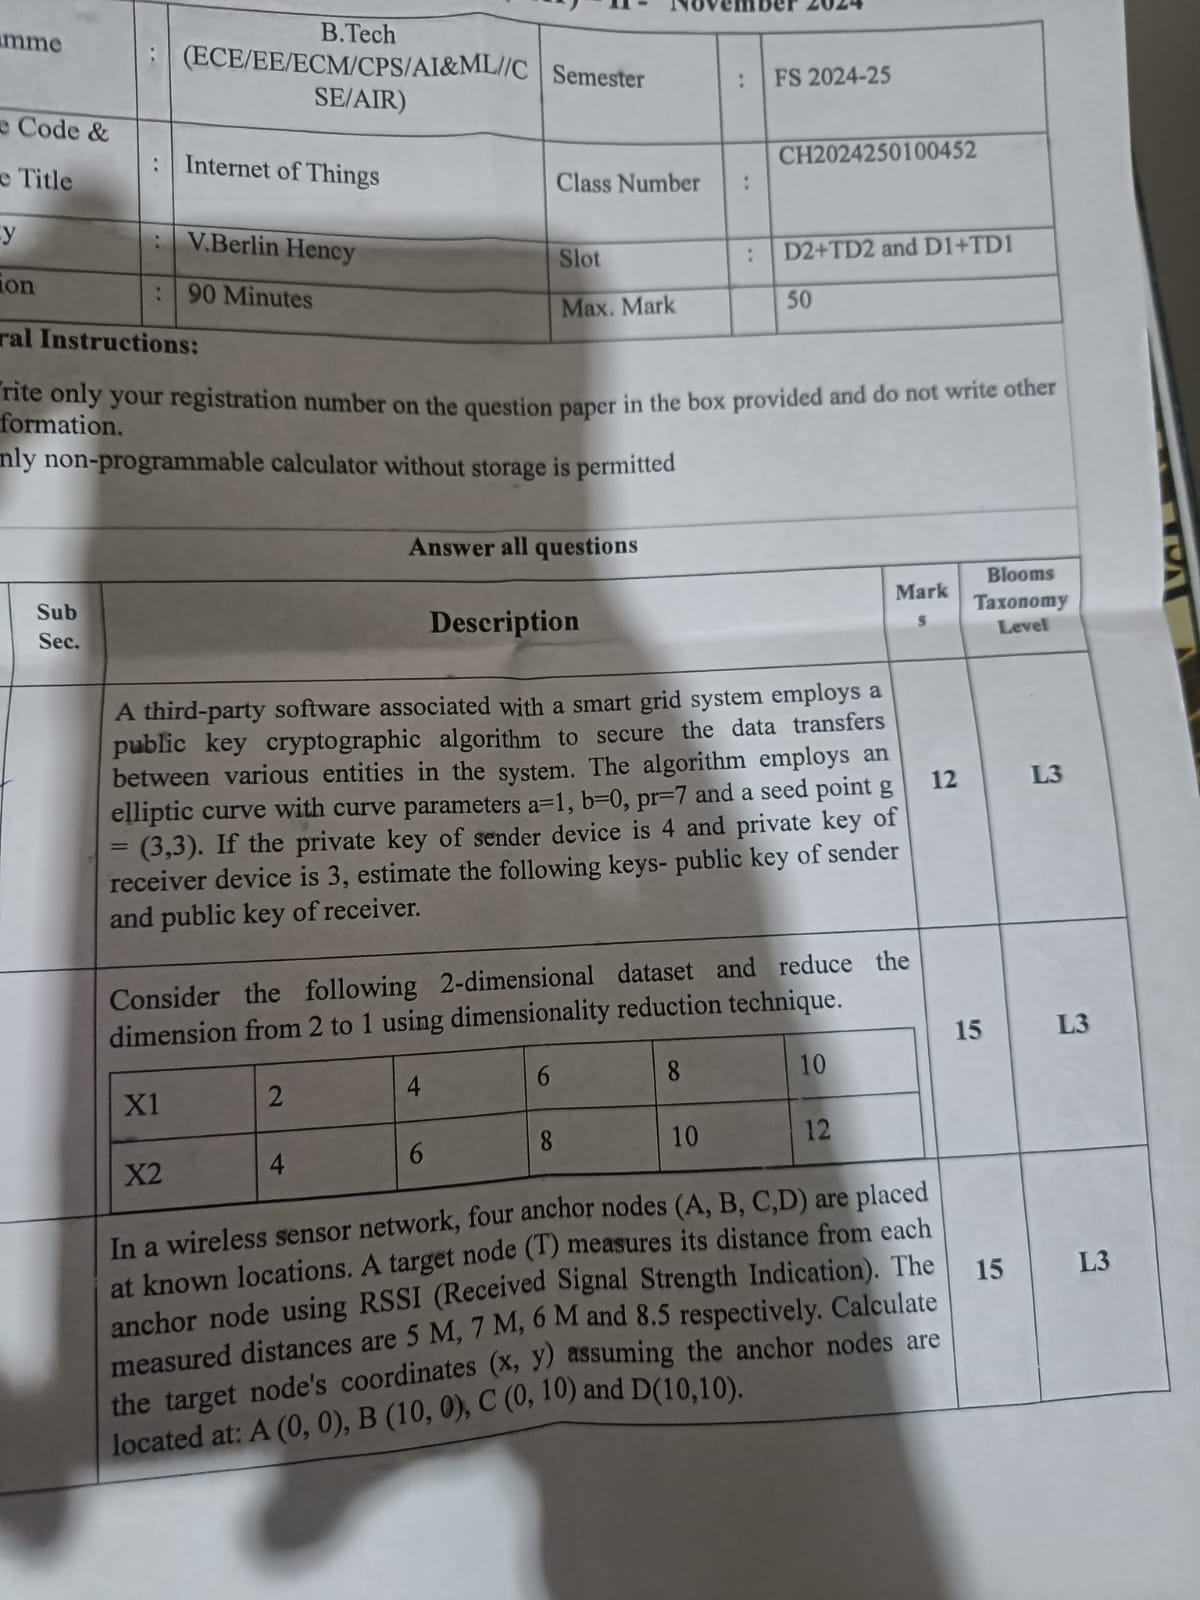 II - November 2024
amme : B.Tech (ECE/EE/ECM/CPS/AI&ML//CSE/AIR) Semester : FS 2024-25
e Code &
e Title : Internet of Things Class Number : CH2024250100452
y : V.Berlin Hency Slot : D2+TD2 and D1+TD1
ion : 90 Minutes Max. Mark 50
ral Instructions:
rite only your registration number on the question paper in the box provided and do not write other
formation.
nly non-programmable calculator without storage is permitted
Answer all questions
Sub Sec. Description Mark s Blooms Taxonomy Level
A third-party software associated with a smart grid system employs a
public key cryptographic algorithm to secure the data transfers
between various entities in the system. The algorithm employs an
elliptic curve with curve parameters a=1, b=0, pr=7 and a seed point g
= (3,3). If the private key of sender device is 4 and private key of
receiver device is 3, estimate the following keys- public key of sender
and public key of receiver.
12 L3
Consider the following 2-dimensional dataset and reduce the
dimension from 2 to 1 using dimensionality reduction technique.
X1 2 4 6 8 10
X2 4 6 8 10 12
15 L3
In a wireless sensor network, four anchor nodes (A, B, C,D) are placed
at known locations. A target node (T) measures its distance from each
anchor node using RSSI (Received Signal Strength Indication). The
measured distances are 5 M, 7 M, 6 M and 8.5 respectively. Calculate
the target node's coordinates (x, y) assuming the anchor nodes are
located at: A (0, 0), B (10, 0), C (0, 10) and D(10,10).
15 L3